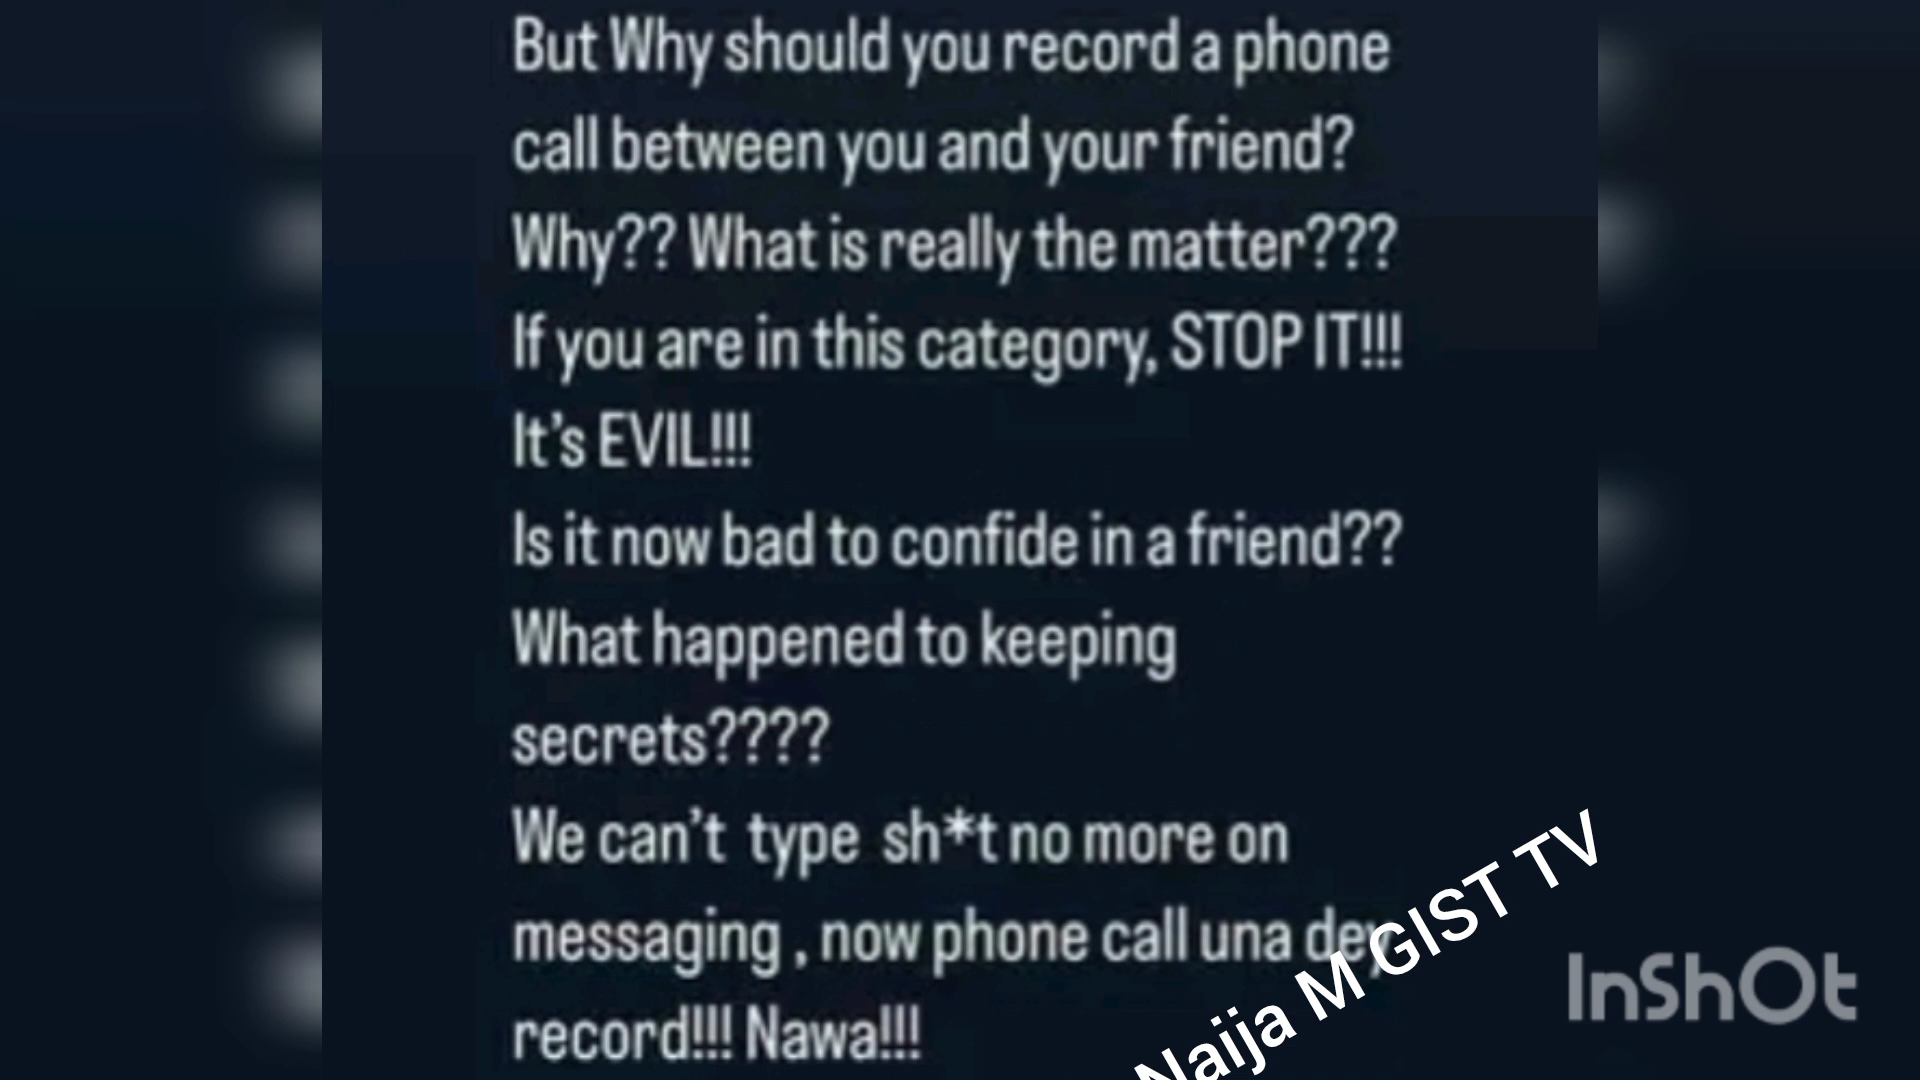 But Why should you record a phone
call between you and your friend?
Why?? What is really the matter???
If you are in this category, STOP IT!!!
It's EVIL!!!
Is it now bad to confide in a friend??
What happened to keeping
secrets????
We can't type sh*t no more on
messaging , now phone call una dey
record!!! Nawa!!!
Naija M GIST TV
InShOt